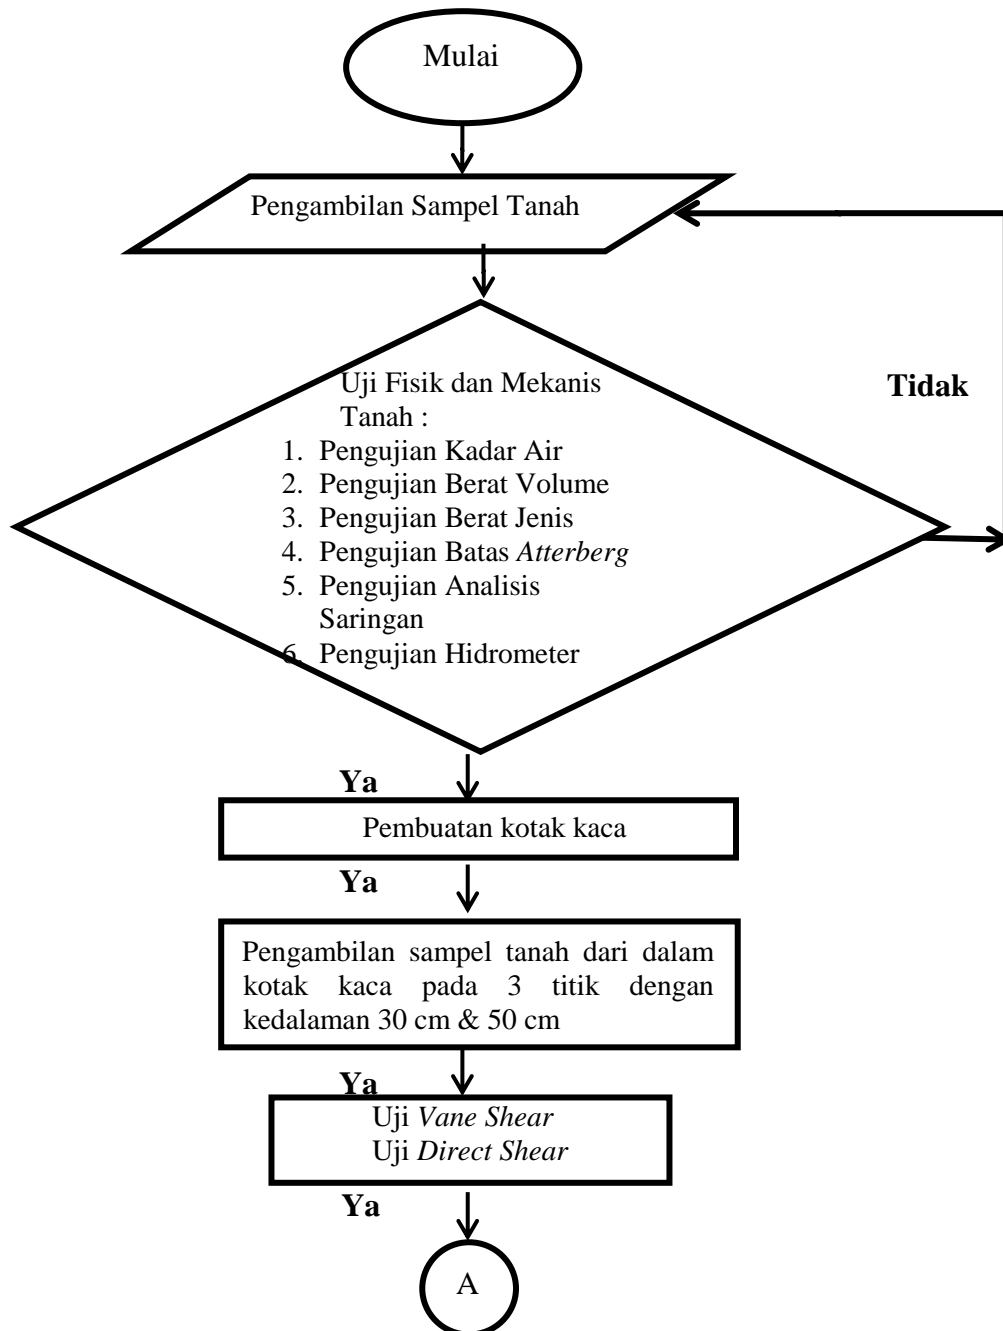 Mulai
Pengambilan Sampel Tanah
Uji Fisik dan Mekanis
Tanah :
Tidak
1. Pengujian Kadar Air
2. Pengujian Berat Volume
3. Pengujian Berat Jenis
4. Pengujian Batas Atterberg
5. Pengujian Analisis
Saringan
6. Pengujian Hidrometer
Ya
Pembuatan kotak kaca
Ya
Pengambilan sampel tanah dari dalam
kotak kaca pada 3 titik dengan
kedalaman 30 cm & 50 cm
Ya
Uji Vane Shear
Uji Direct Shear
Ya
A